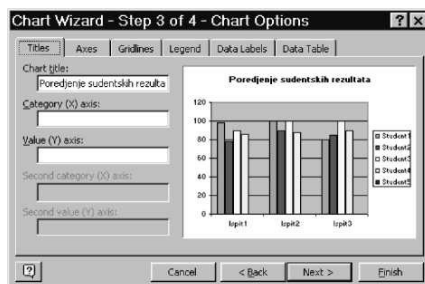 Chart Wizard - Step 3 of 4 - Chart Options
Titles Axes Gridlines Legend Data Labels Data Table
Chart title:
Poredjenje sudentskih rezulta
Category (X) axis:
Value (Y) axis:
Second category (X) axis:
Second value (Y) axis:
Poredjenje sudentskih rezultata
120
100
80
60
40
20
0
Ispit1 Ispit2 Ispit3
Student1
Student2
Student3
Student4
Student5
Cancel < Back Next > Finish